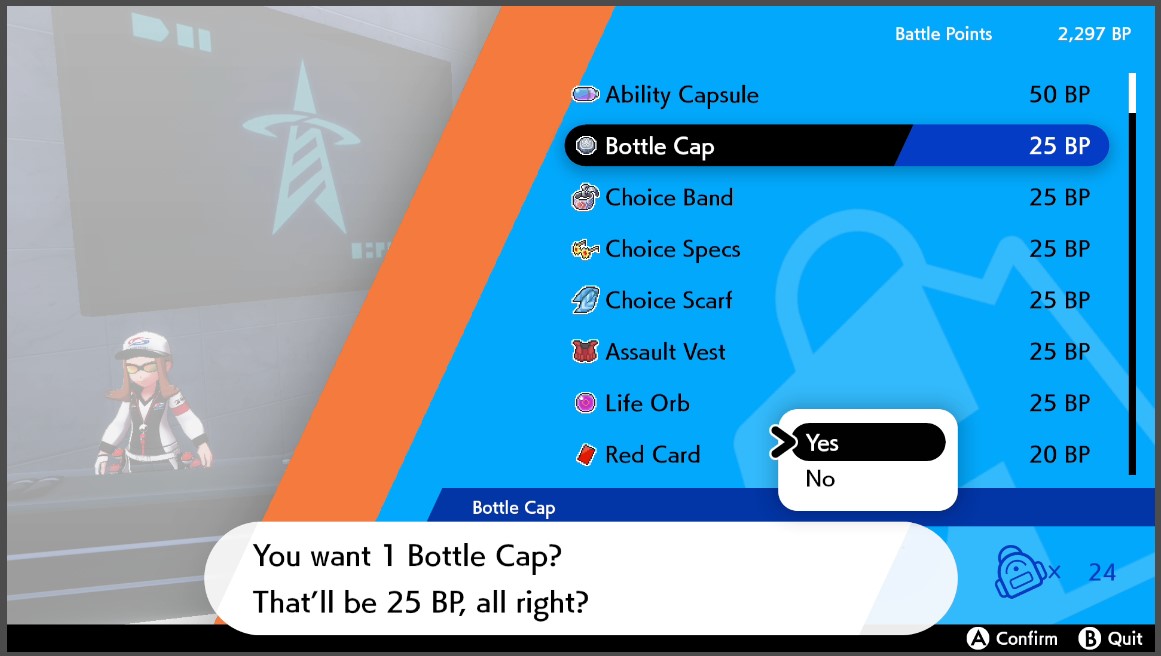 Battle Points 2,297 BP
Ability Capsule 50 BP
Bottle Cap 25 BP
Choice Band 25 BP
Choice Specs 25 BP
Choice Scarf 25 BP
Assault Vest 25 BP
Life Orb 25 BP
Red Card 20 BP
Yes
No
Bottle Cap
You want 1 Bottle Cap?
That'll be 25 BP, all right?
× 24
A Confirm B Quit